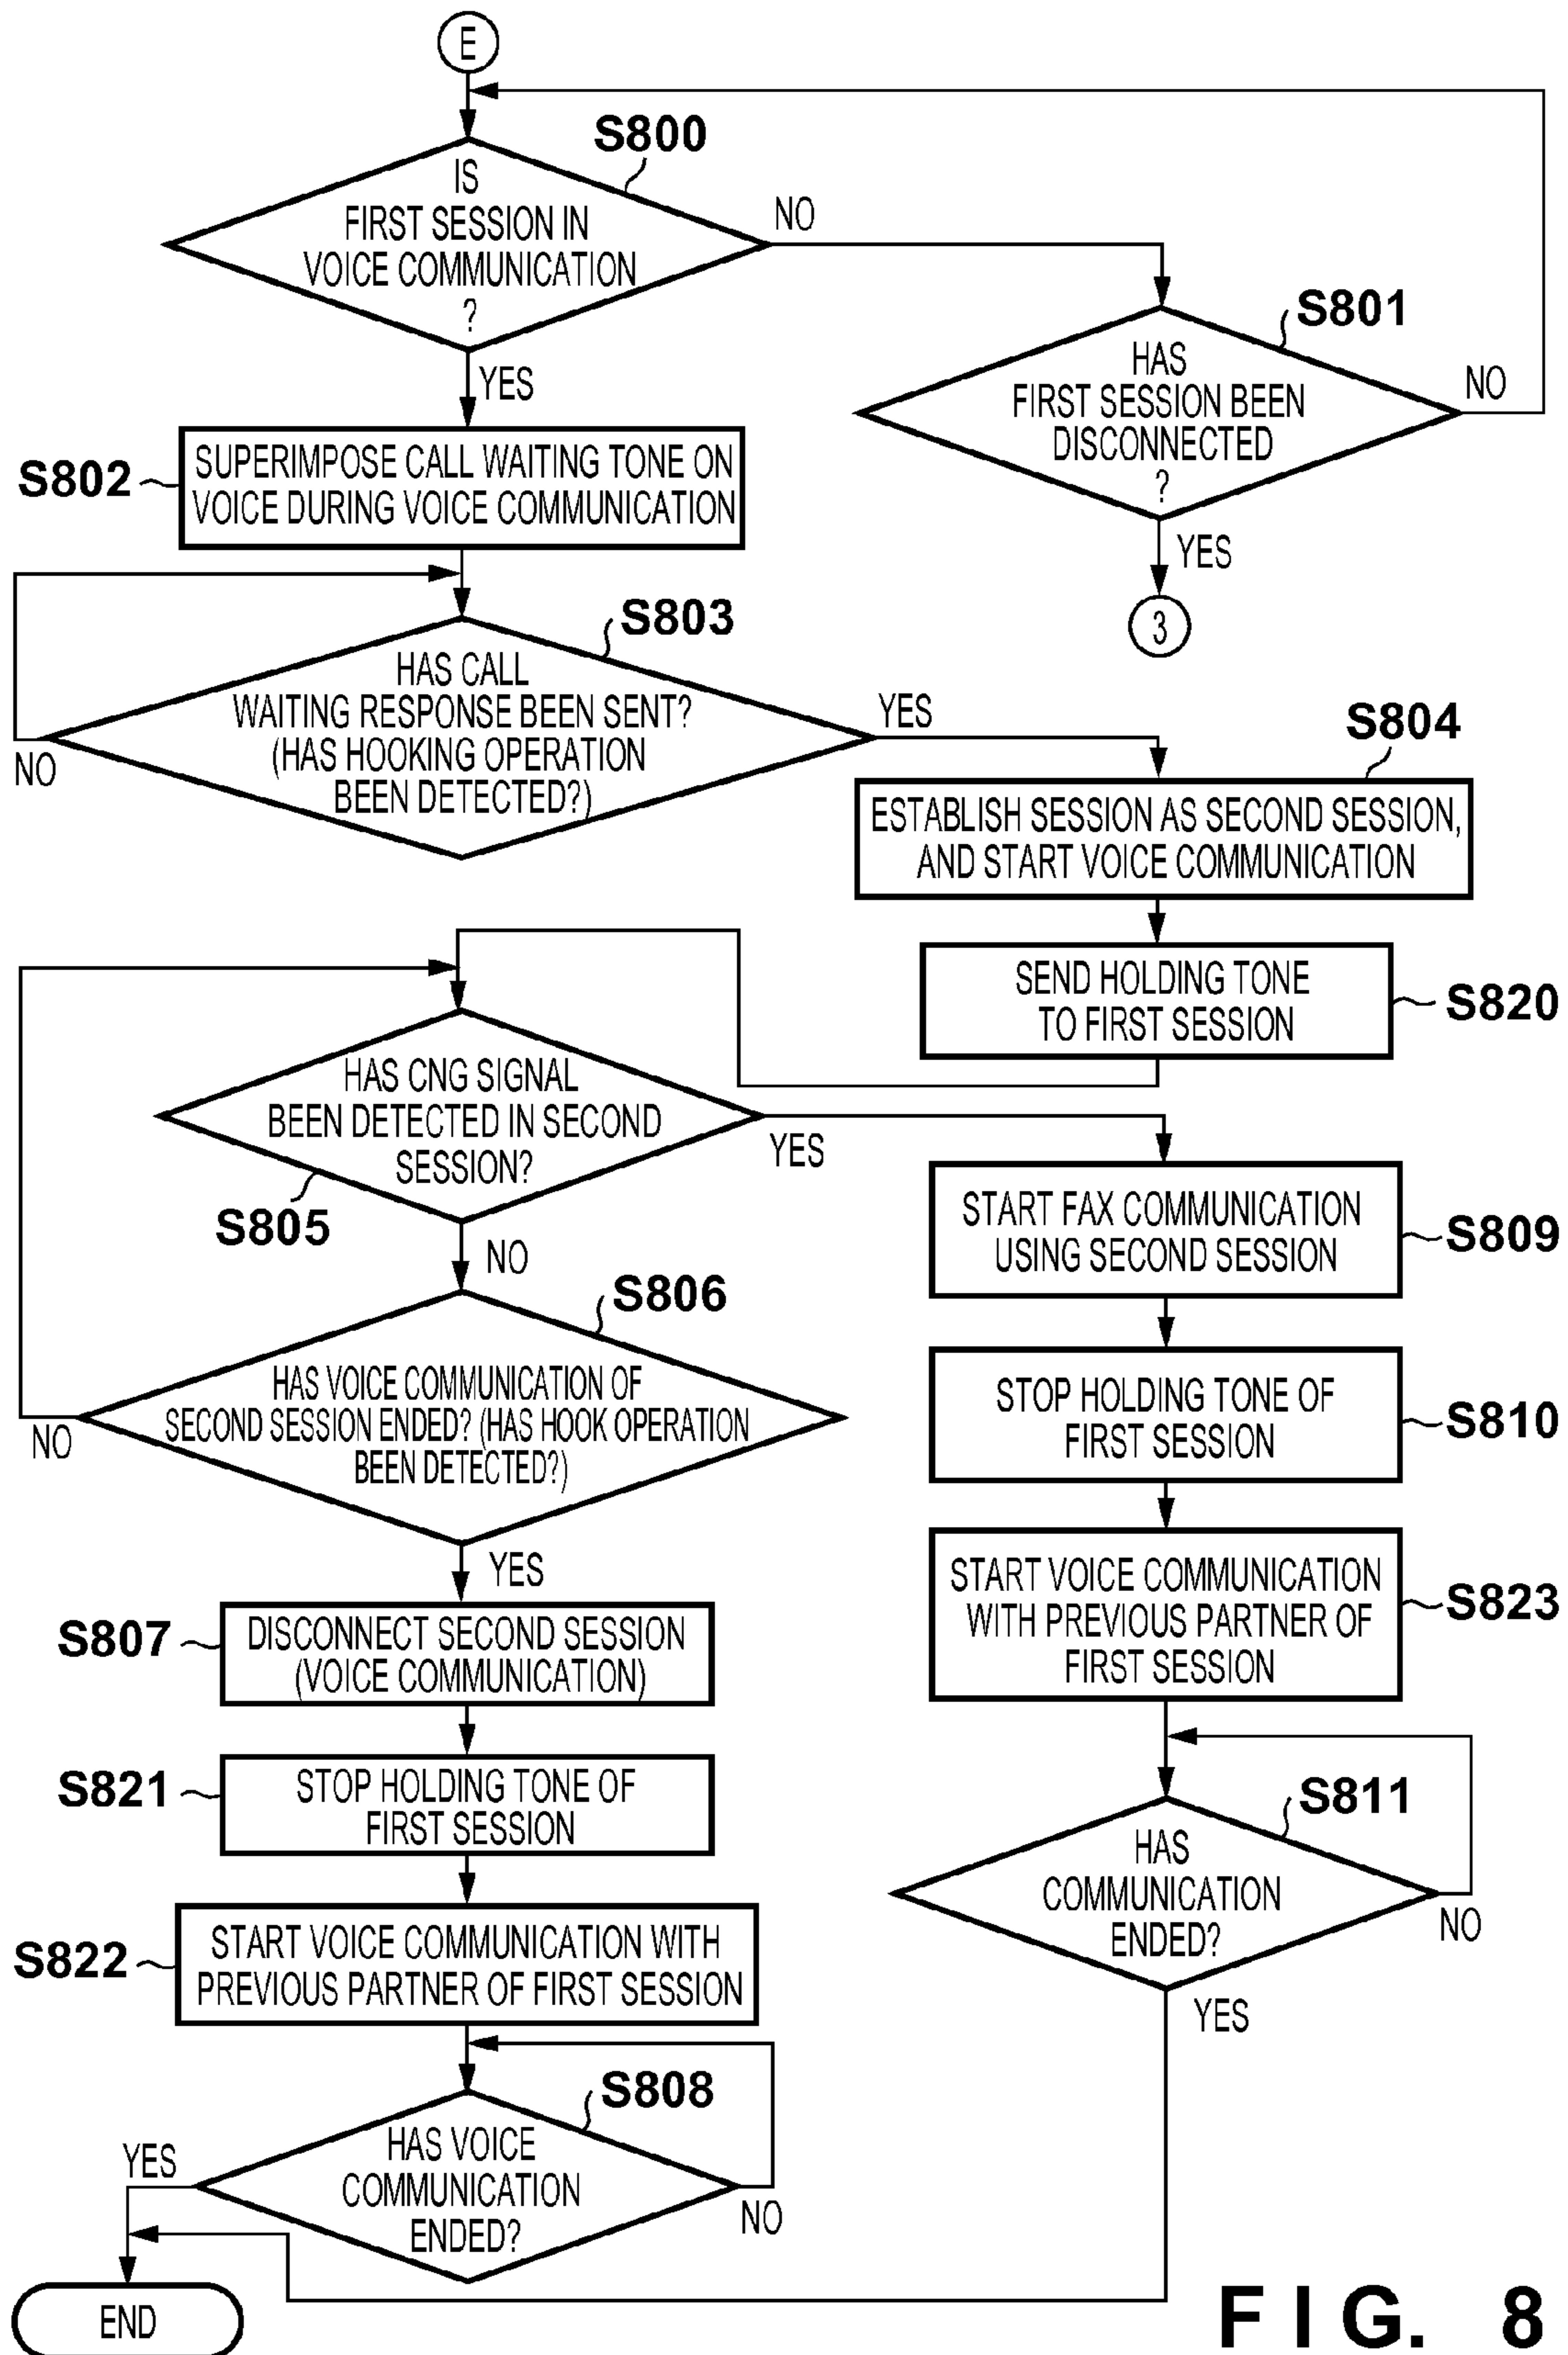 E
S800
IS
FIRST SESSION IN
VOICE COMMUNICATION
?
NO
YES
S801
HAS
FIRST SESSION BEEN
DISCONNECTED
?
NO
YES
3
S802
SUPERIMPOSE CALL WAITING TONE ON
VOICE DURING VOICE COMMUNICATION
S803
HAS CALL
WAITING RESPONSE BEEN SENT?
(HAS HOOKING OPERATION
BEEN DETECTED?)
NO
YES
S804
ESTABLISH SESSION AS SECOND SESSION,
AND START VOICE COMMUNICATION
SEND HOLDING TONE
TO FIRST SESSION
S820
HAS CNG SIGNAL
BEEN DETECTED IN SECOND
SESSION?
S805
YES
NO
S806
HAS VOICE COMMUNICATION OF
SECOND SESSION ENDED? (HAS HOOK OPERATION
BEEN DETECTED?)
NO
YES
START FAX COMMUNICATION
USING SECOND SESSION
S809
STOP HOLDING TONE OF
FIRST SESSION
S810
START VOICE COMMUNICATION
WITH PREVIOUS PARTNER OF
FIRST SESSION
S823
S807
DISCONNECT SECOND SESSION
(VOICE COMMUNICATION)
S821
STOP HOLDING TONE OF
FIRST SESSION
S811
HAS
COMMUNICATION
ENDED?
NO
YES
S822
START VOICE COMMUNICATION WITH
PREVIOUS PARTNER OF FIRST SESSION
S808
HAS VOICE
COMMUNICATION
ENDED?
YES
NO
END
FIG. 8